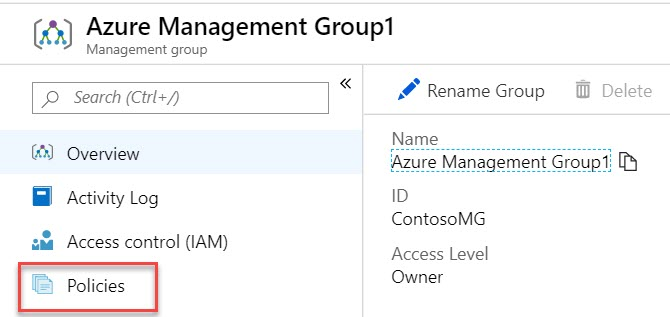 Azure Management Group1
Management group
Search (Ctrl+/)
«
Overview
Activity Log
Access control (IAM)
Policies
Rename Group
Delete
Name
Azure Management Group1
ID
ContosoMG
Access Level
Owner